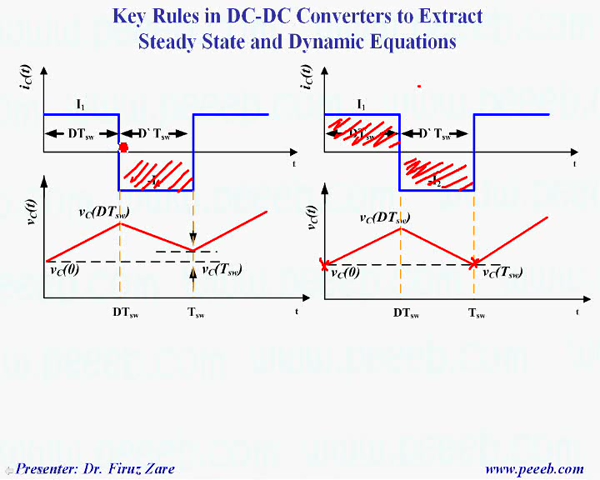 Key Rules in DC-DC Converters to Extract
Steady State and Dynamic Equations
iC(t) I1 DTsw D` Tsw t
vC(t) vC(DTsw) vC(0) vC(Tsw) DTsw Tsw t
iC(t) I1 DTsw D` Tsw I2 t
vC(t) vC(DTsw) vC(0) vC(Tsw) DTsw Tsw t
Presenter: Dr. Firuz Zare www.peeeb.com